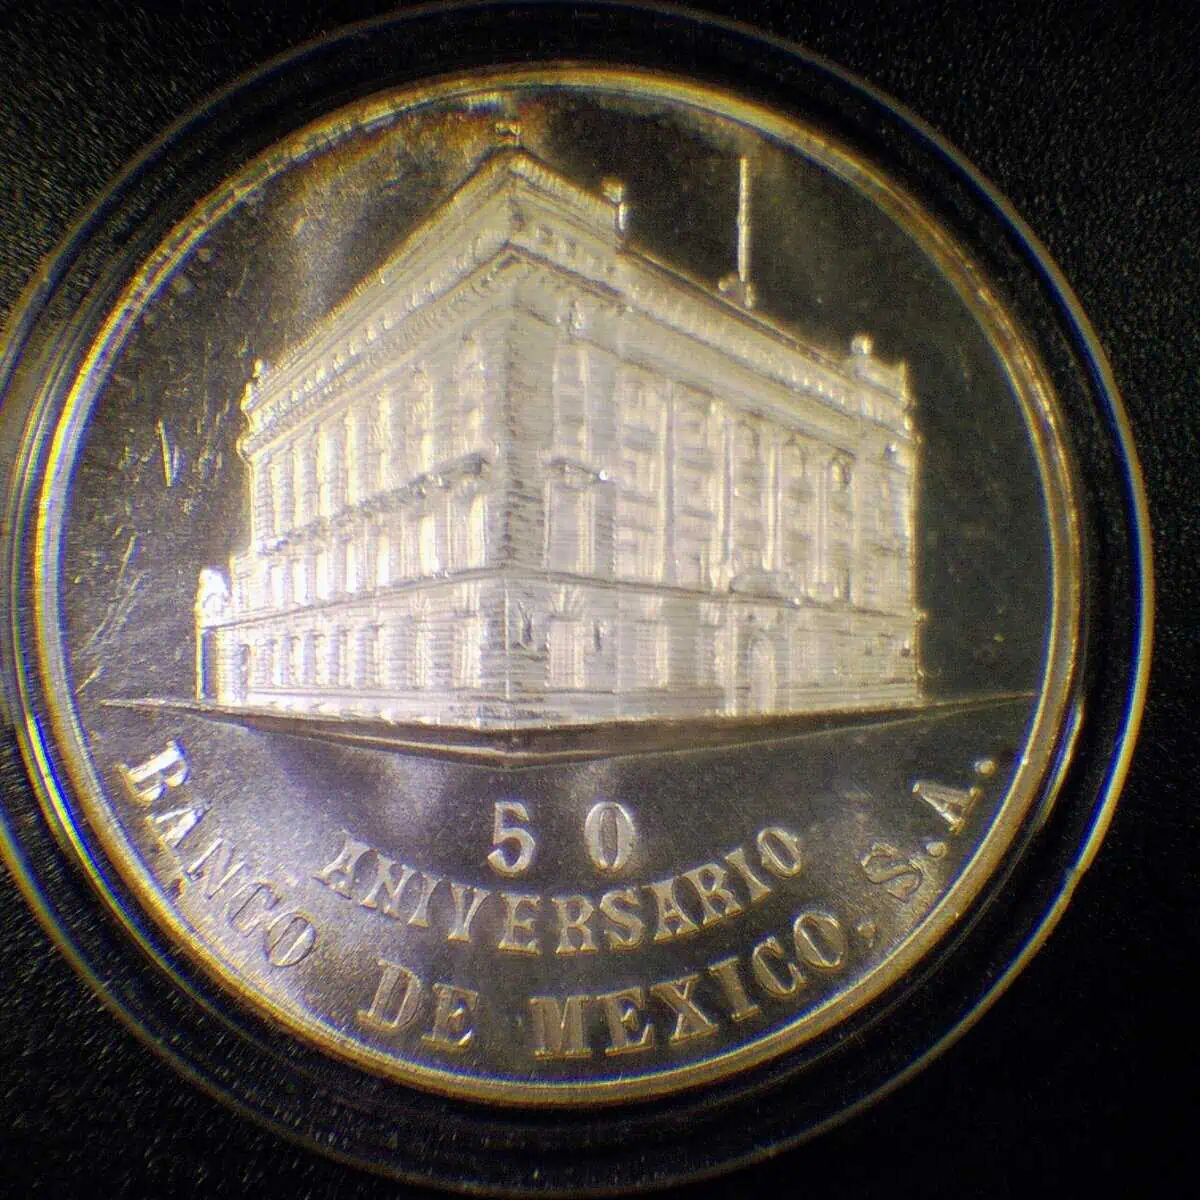 50
ANIVERSARIO
BANCO DE MEXICO, S.A.